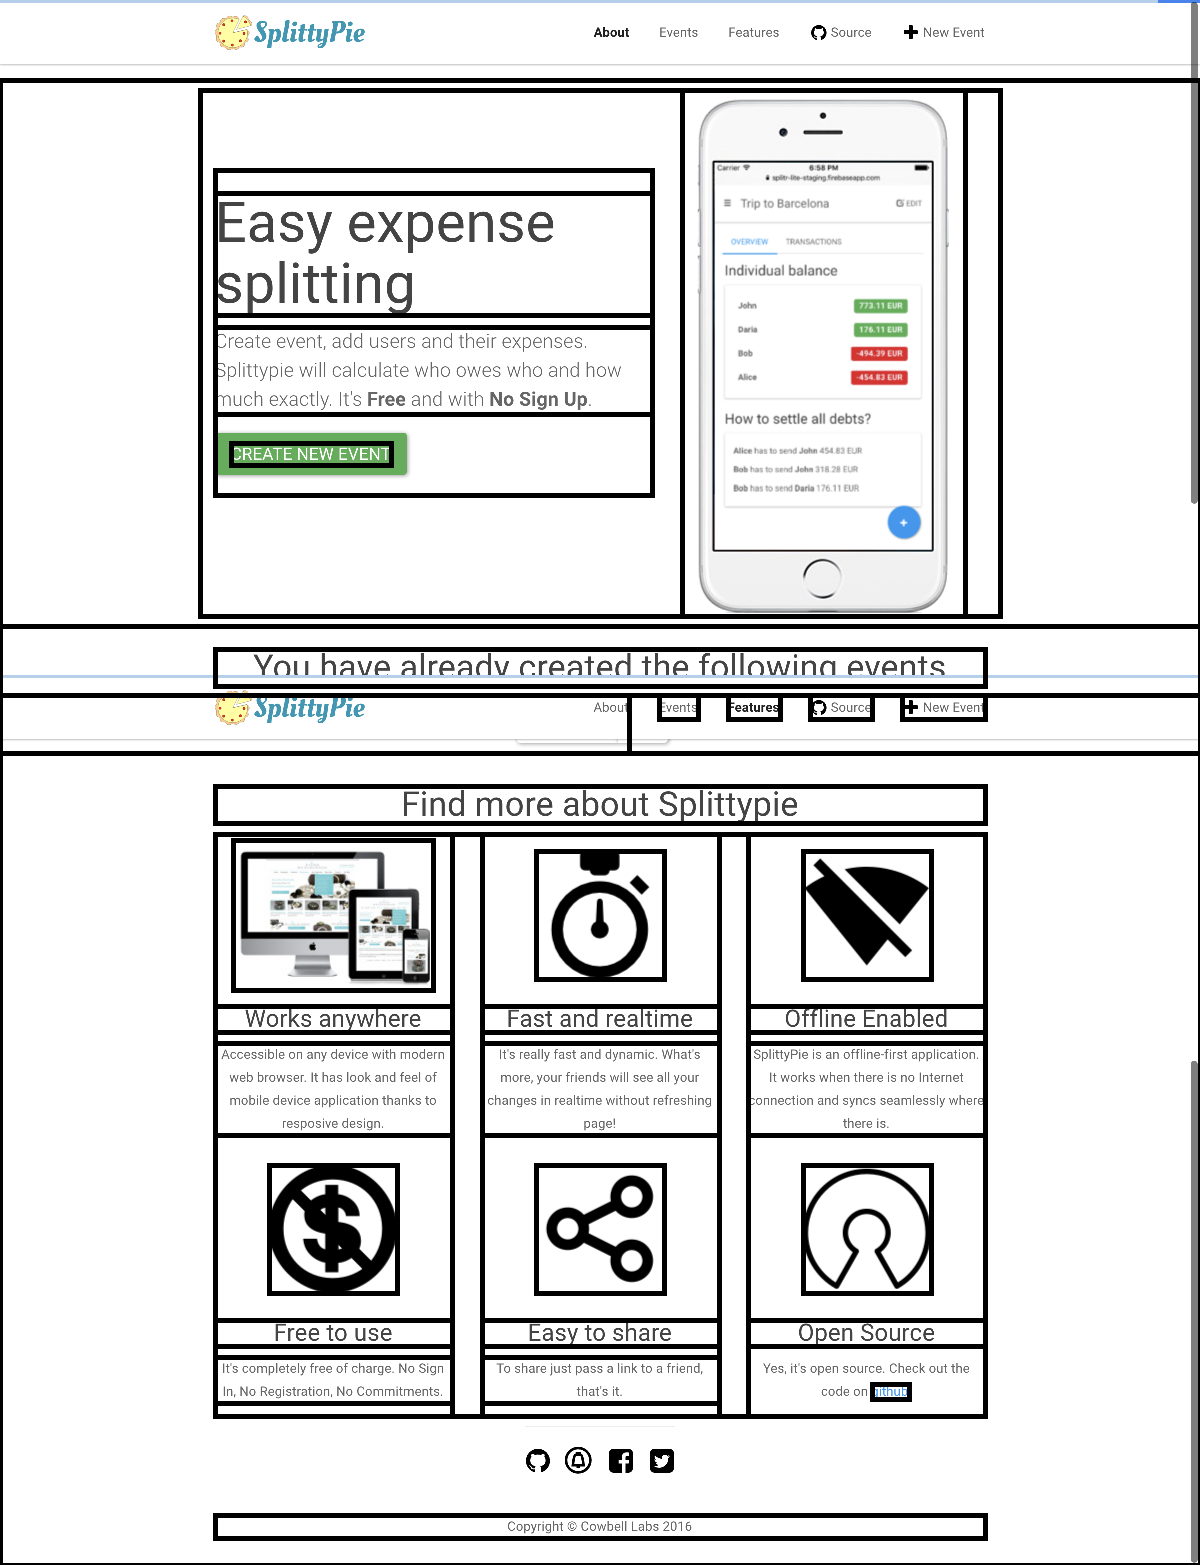 SplittyPie
About Events Features Source New Event
Easy expense
splitting
Create event, add users and their expenses.
Splittypie will calculate who owes who and how
much exactly. It's Free and with No Sign Up.
CREATE NEW EVENT
Carrier 6:58 PM
splitr-lite-staging.firebaseapp.com
Trip to Barcelona EDIT
OVERVIEW TRANSACTIONS
Individual balance
John 773.11 EUR
Daria 176.11 EUR
Bob -494.39 EUR
Alice -454.83 EUR
How to settle all debts?
Alice has to send John 454.83 EUR
Bob has to send John 318.28 EUR
Bob has to send Daria 176.11 EUR
You have already created the following events
SplittyPie
About Events Features Source New Event
Find more about Splittypie
Works anywhere
Accessible on any device with modern
web browser. It has look and feel of
mobile device application thanks to
resposive design.
Fast and realtime
It's really fast and dynamic. What's
more, your friends will see all your
changes in realtime without refreshing
page!
Offline Enabled
SplittyPie is an offline-first application.
It works when there is no Internet
connection and syncs seamlessly where
there is.
Free to use
It's completely free of charge. No Sign
In, No Registration, No Commitments.
Easy to share
To share just pass a link to a friend,
that's it.
Open Source
Yes, it's open source. Check out the
code on github
Copyright © Cowbell Labs 2016